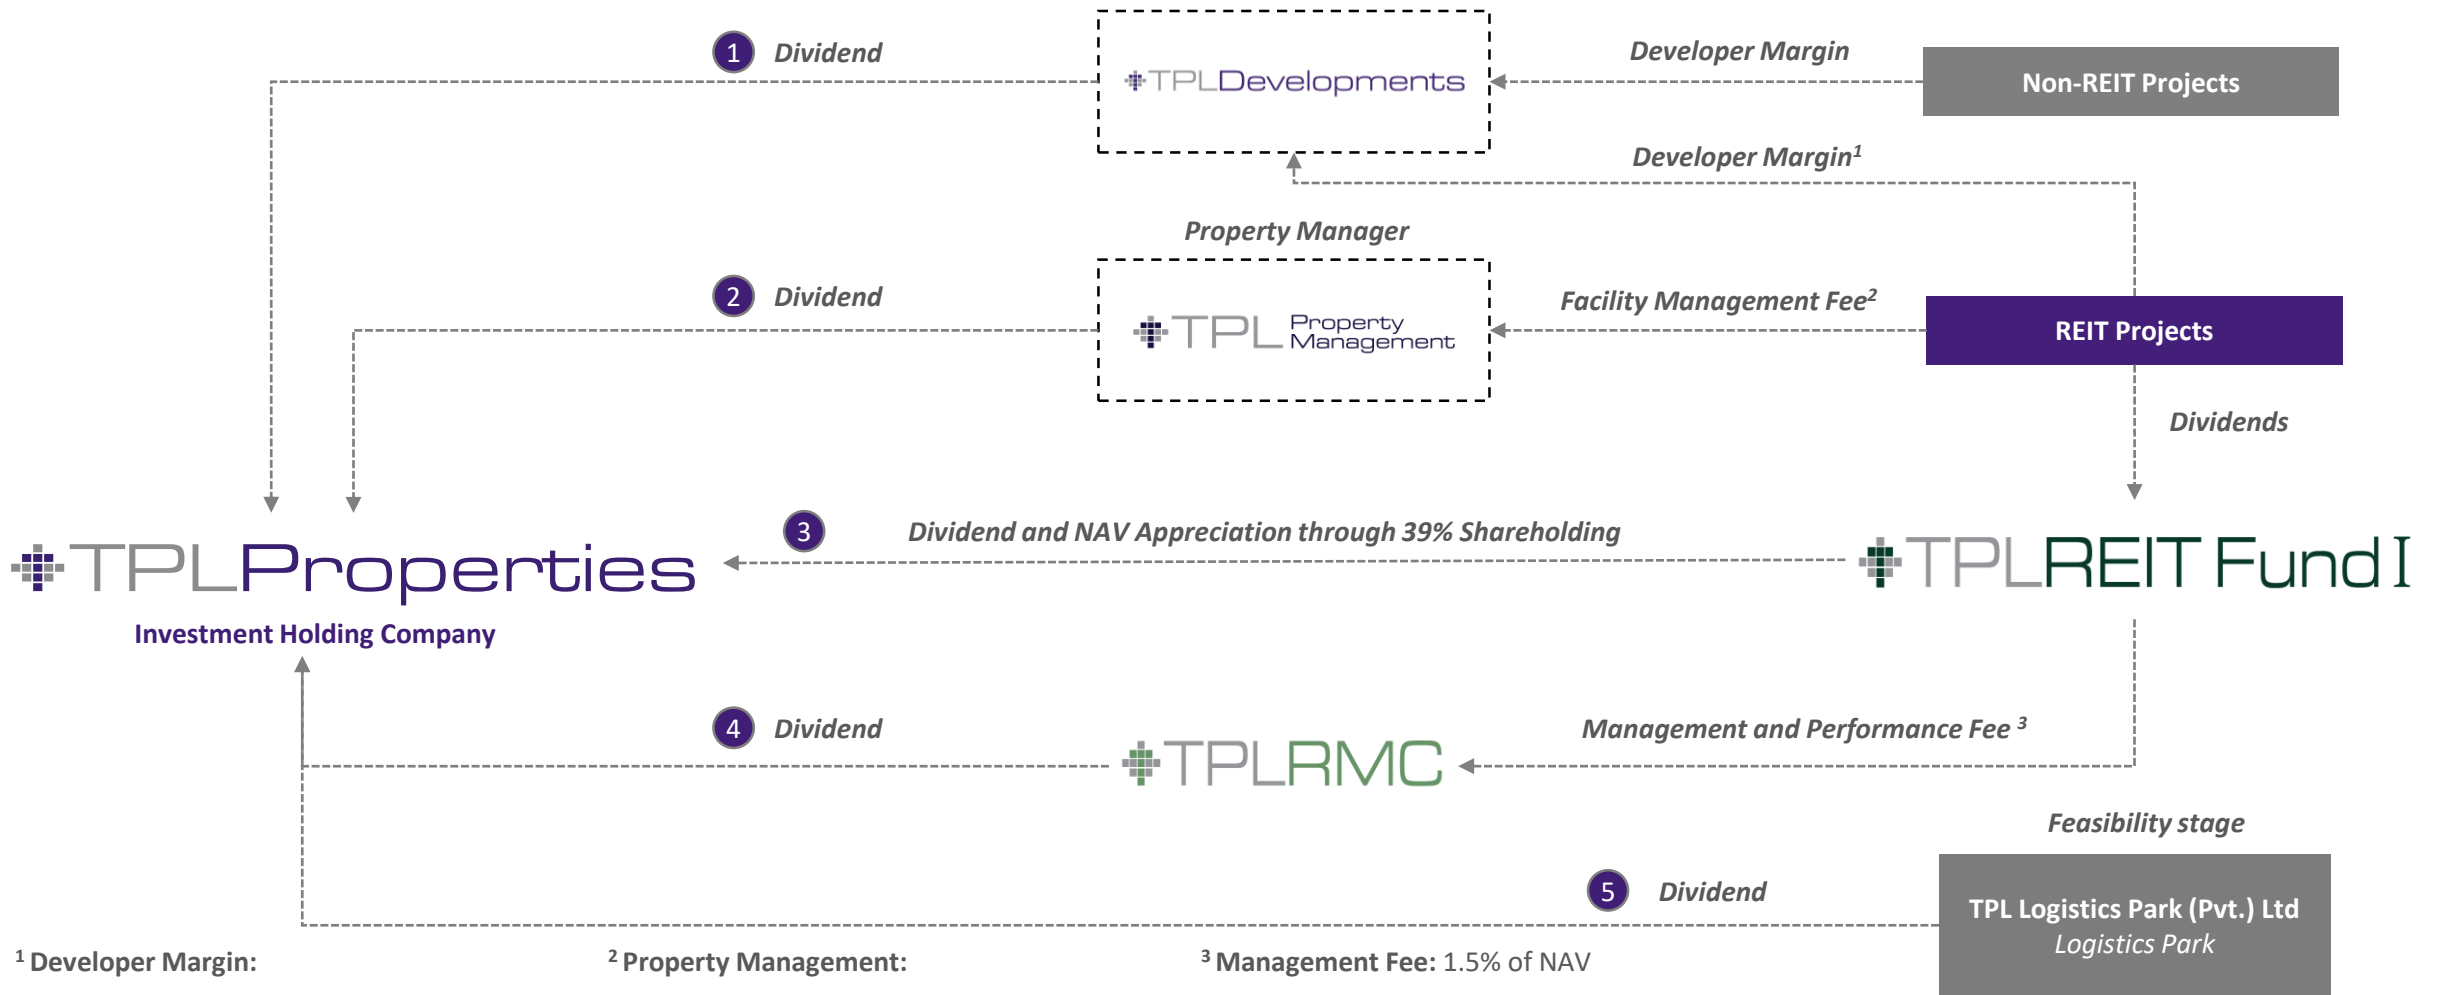 1 Dividend
Developer Margin
TPLDevelopments
Non-REIT Projects
Developer Margin¹
Property Manager
2 Dividend
Facility Management Fee²
TPL Property
Management
REIT Projects
Dividends
3 Dividend and NAV Appreciation through 39% Shareholding
TPLProperties
TPLREIT Fund I
Investment Holding Company
4 Dividend
Management and Performance Fee ³
TPLRMC
Feasibility stage
5 Dividend
TPL Logistics Park (Pvt.) Ltd
Logistics Park
¹ Developer Margin:
² Property Management:
³ Management Fee: 1.5% of NAV